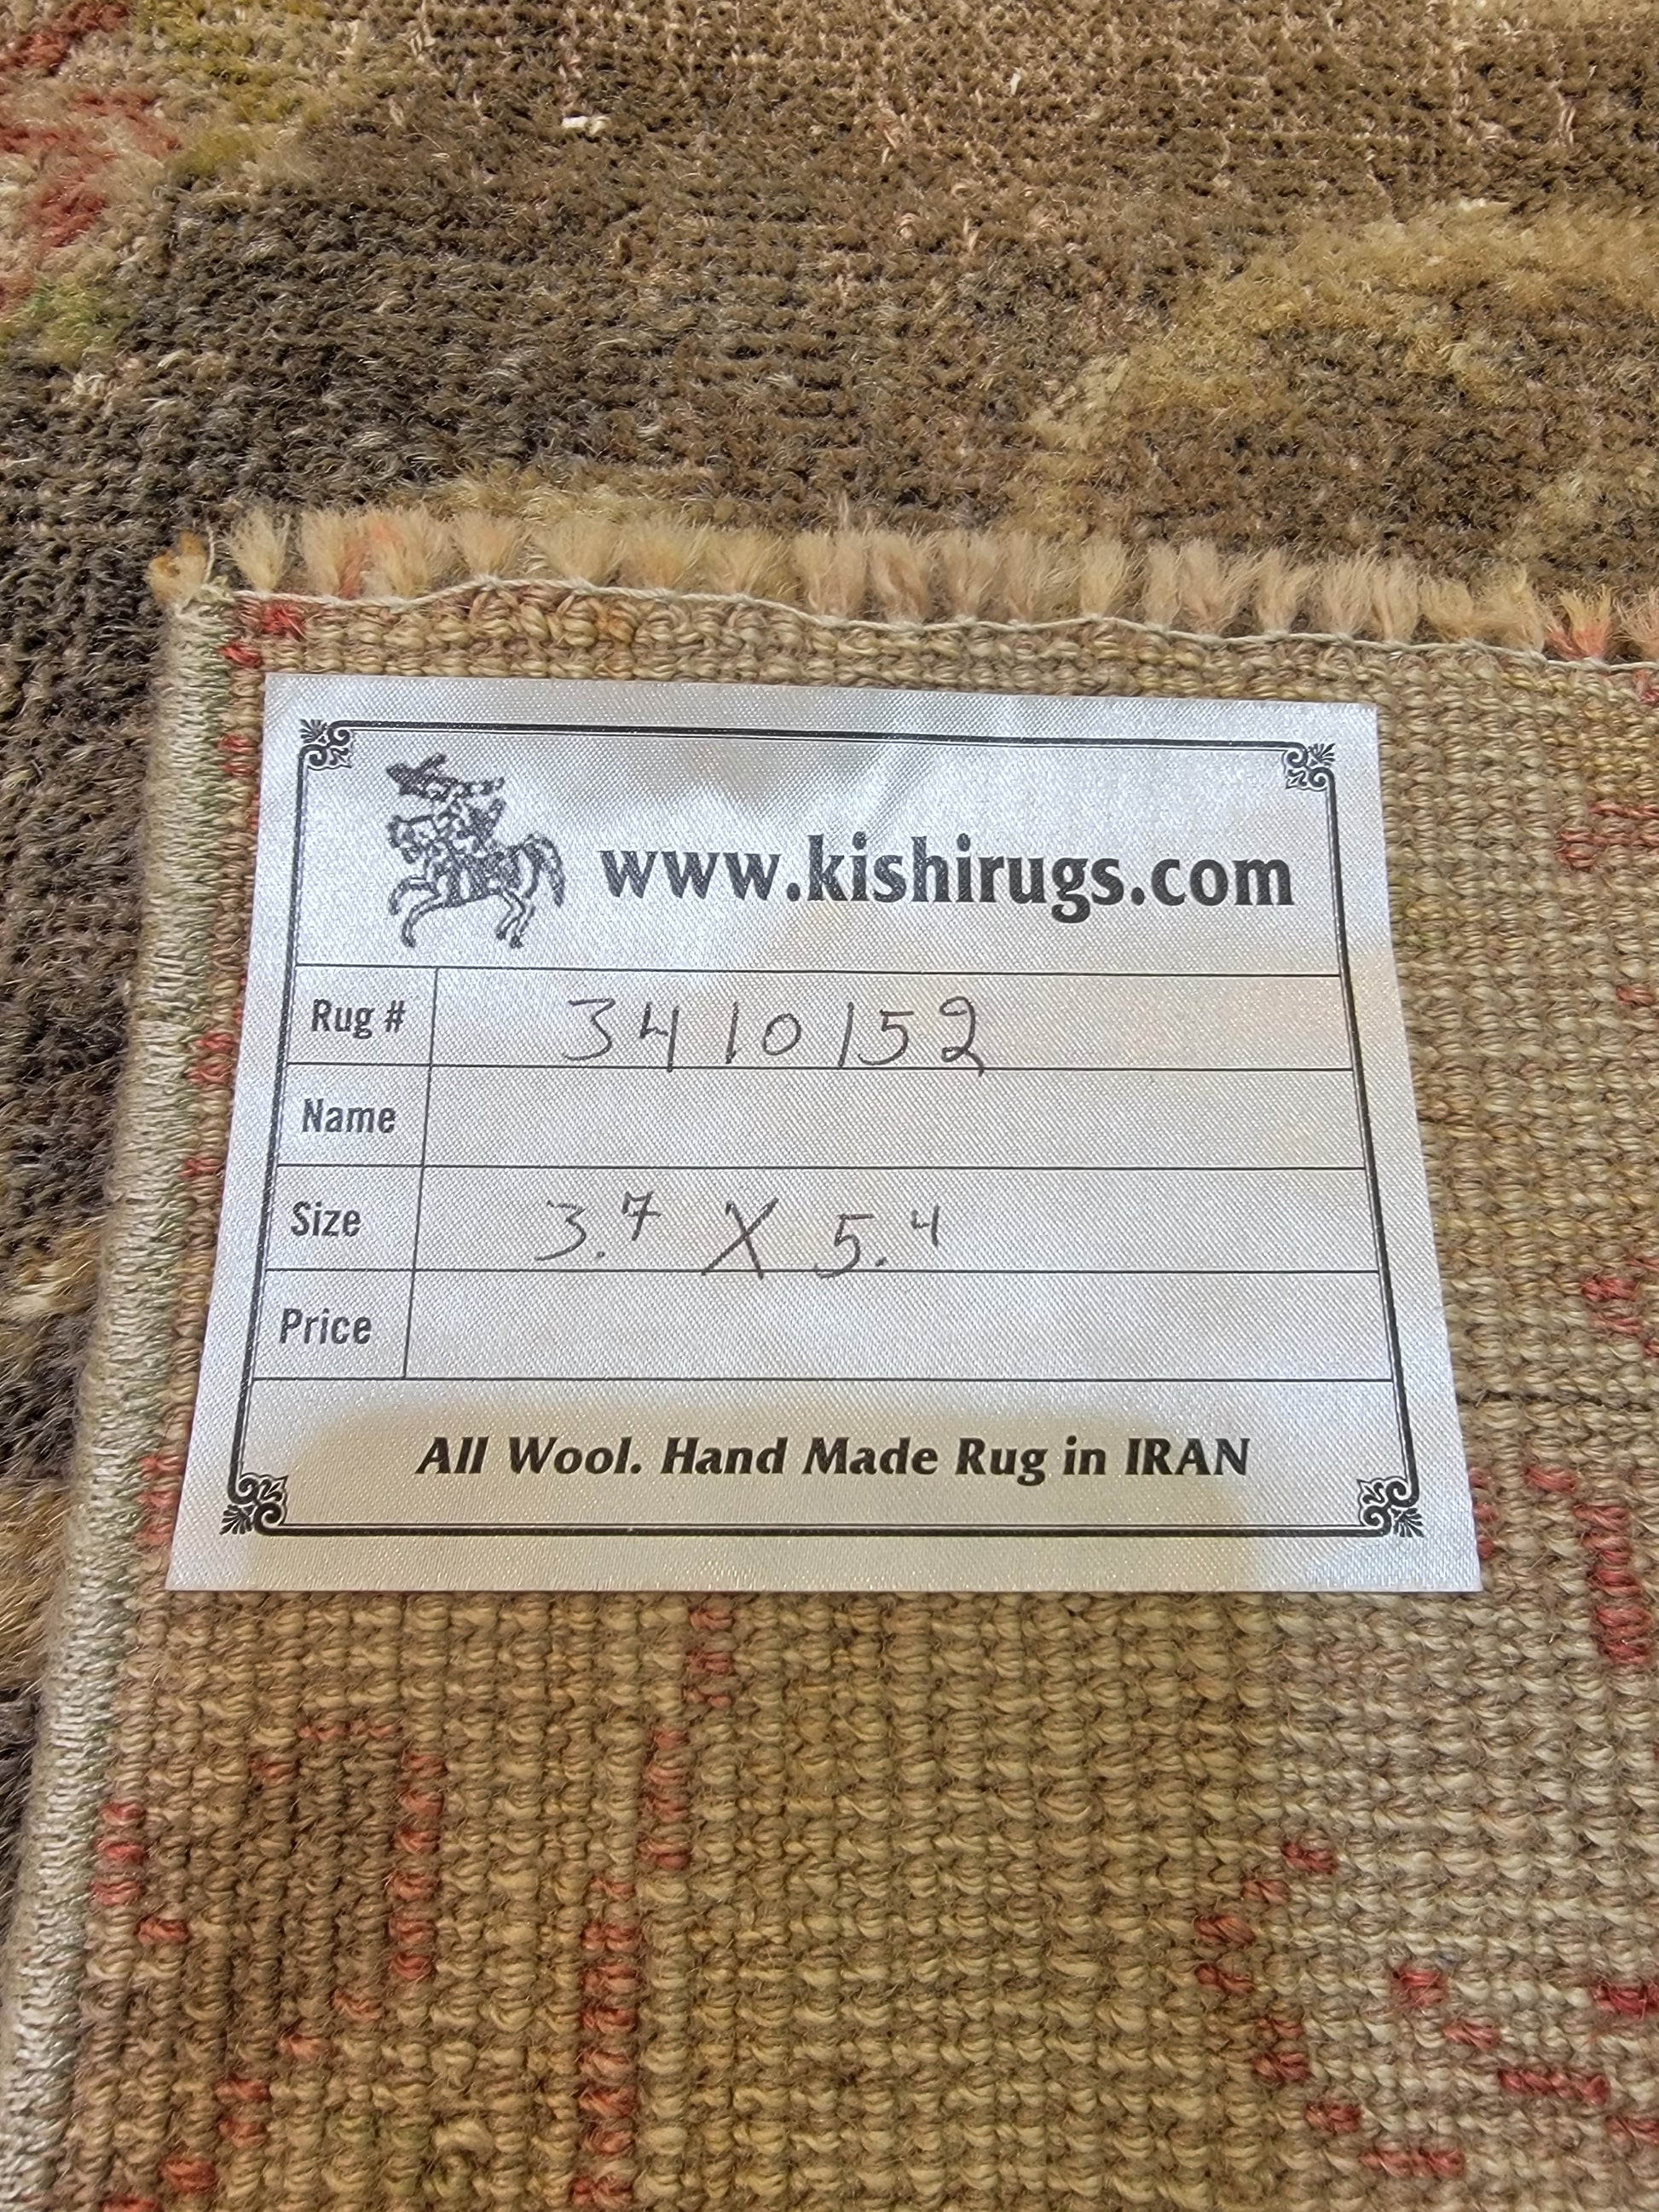 www.kishirugs.com
Rug # 3410152
Name
Size 3.7 X 5.4
Price
All Wool. Hand Made Rug in IRAN